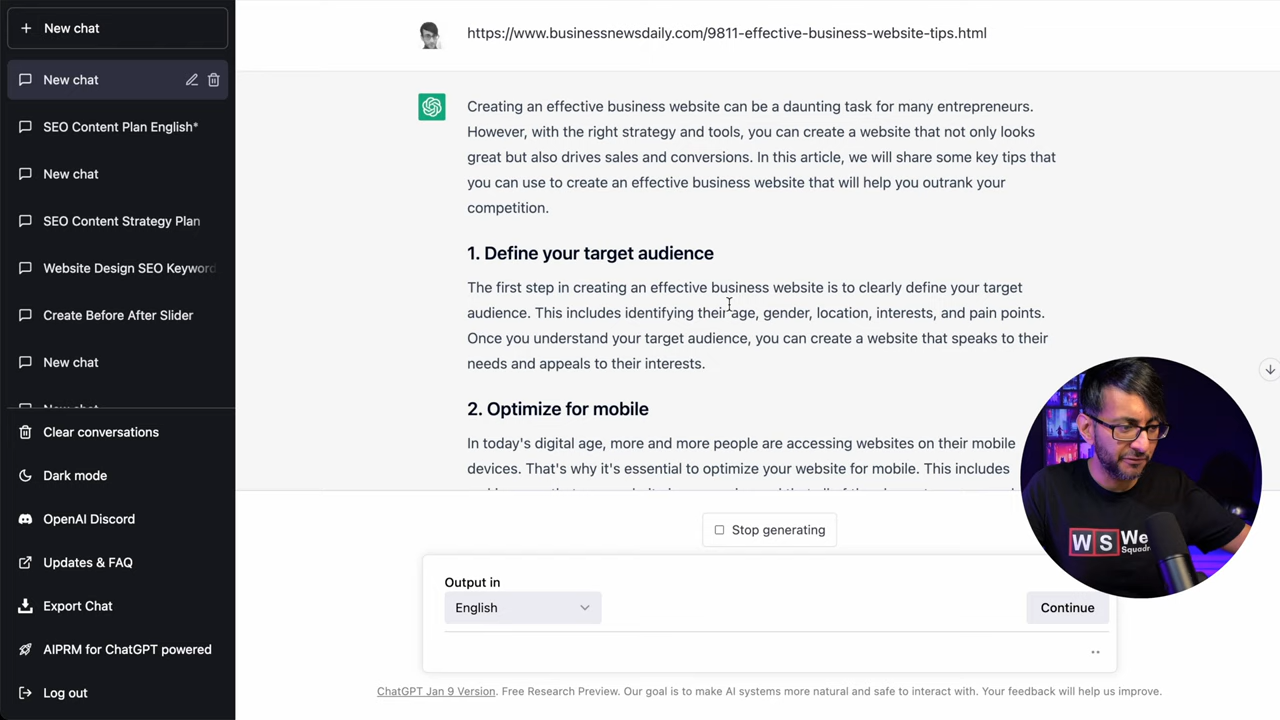 New chat
New chat
SEO Content Plan English*
New chat
SEO Content Strategy Plan
Website Design SEO Keyword
Create Before After Slider
New chat
Clear conversations
Dark mode
OpenAI Discord
Updates & FAQ
Export Chat
AIPRM for ChatGPT powered
Log out
https://www.businessnewsdaily.com/9811-effective-business-website-tips.html
Creating an effective business website can be a daunting task for many entrepreneurs.
However, with the right strategy and tools, you can create a website that not only looks
great but also drives sales and conversions. In this article, we will share some key tips that
you can use to create an effective business website that will help you outrank your
competition.
1. Define your target audience
The first step in creating an effective business website is to clearly define your target
audience. This includes identifying their age, gender, location, interests, and pain points.
Once you understand your target audience, you can create a website that speaks to their
needs and appeals to their interests.
2. Optimize for mobile
In today's digital age, more and more people are accessing websites on their mobile
devices. That's why it's essential to optimize your website for mobile. This includes
Stop generating
Output in
English
Continue
ChatGPT Jan 9 Version. Free Research Preview. Our goal is to make AI systems more natural and safe to interact with. Your feedback will help us improve.
WS We
Squadr